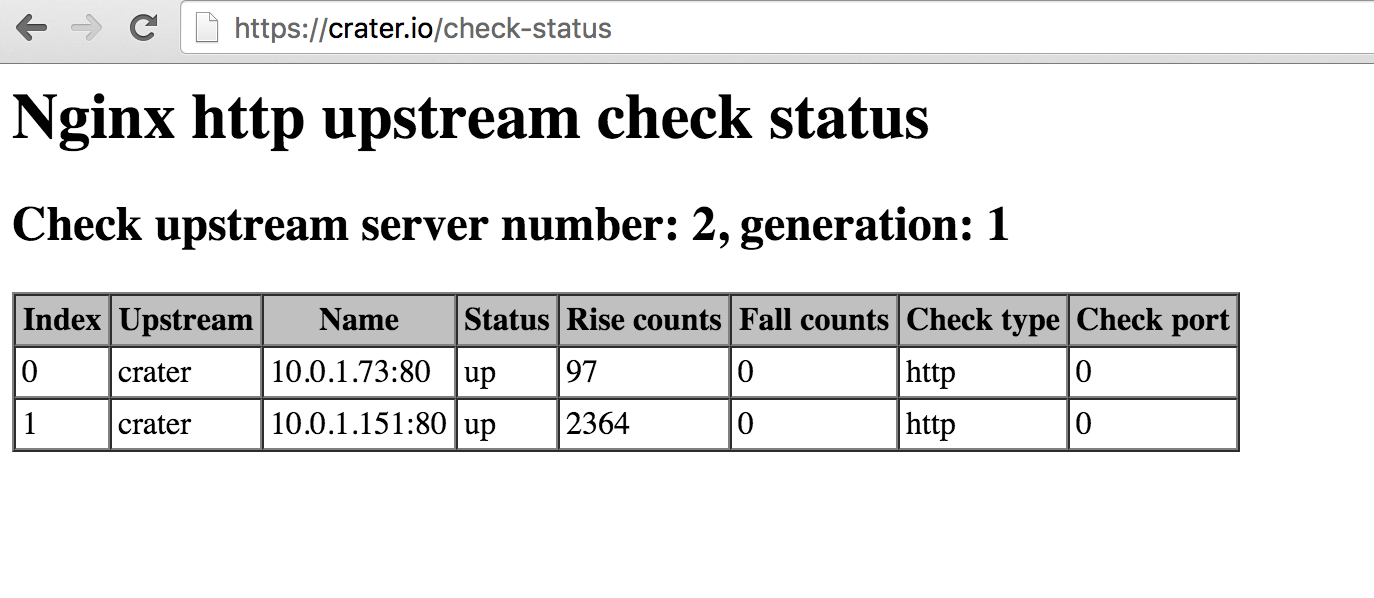 https://crater.io/check-status
Nginx http upstream check status
Check upstream server number: 2, generation: 1
Index Upstream Name Status Rise counts Fall counts Check type Check port
0 crater 10.0.1.73:80 up 97 0 http 0
1 crater 10.0.1.151:80 up 2364 0 http 0